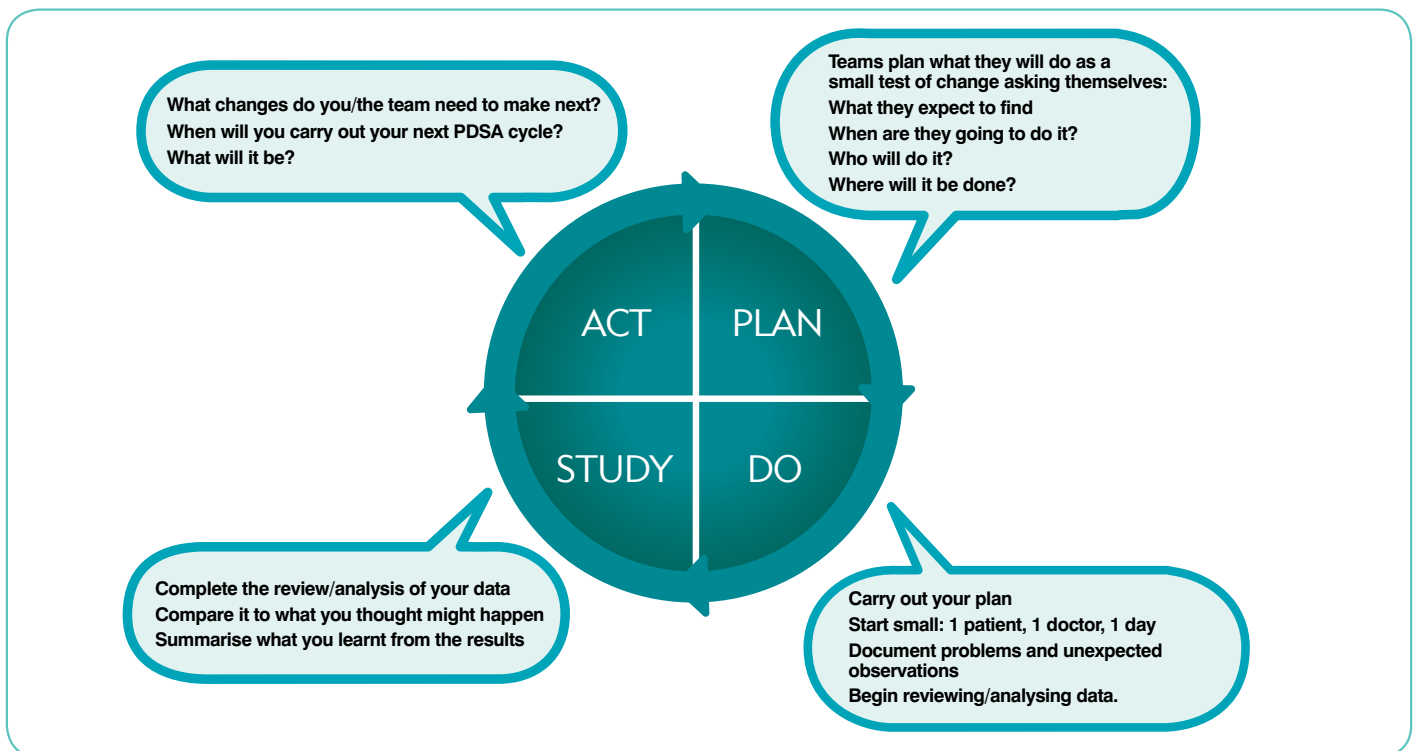 What changes do you/the team need to make next?
When will you carry out your next PDSA cycle?
What will it be?
Teams plan what they will do as a
small test of change asking themselves:
What they expect to find
When are they going to do it?
Who will do it?
Where will it be done?
ACT
PLAN
STUDY
DO
Complete the review/analysis of your data
Compare it to what you thought might happen
Summarise what you learnt from the results
Carry out your plan
Start small: 1 patient, 1 doctor, 1 day
Document problems and unexpected
observations
Begin reviewing/analysing data.